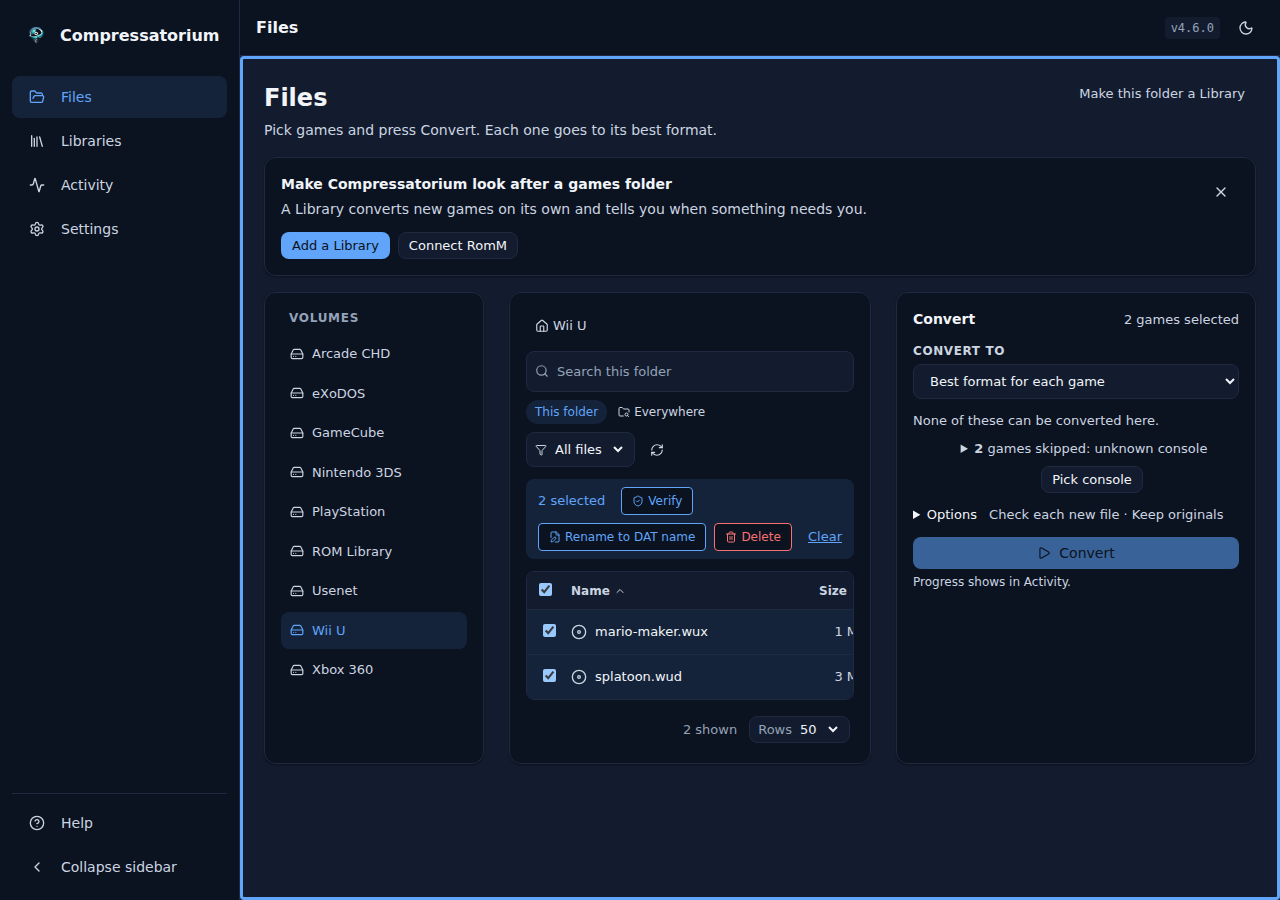 Compressatorium
Files
Libraries
Activity
Settings
Help
Collapse sidebar
Files
v4.6.0
Files
Make this folder a Library
Pick games and press Convert. Each one goes to its best format.
Make Compressatorium look after a games folder
A Library converts new games on its own and tells you when something needs you.
Add a Library
Connect RomM
VOLUMES
Arcade CHD
eXoDOS
GameCube
Nintendo 3DS
PlayStation
ROM Library
Usenet
Wii U
Xbox 360
Wii U
Search this folder
This folder
Everywhere
All files
2 selected
Verify
Rename to DAT name
Delete
Clear
Name
Size
mario-maker.wux
1 M
splatoon.wud
3 M
2 shown
Rows 50
Convert
2 games selected
CONVERT TO
Best format for each game
None of these can be converted here.
2 games skipped: unknown console
Pick console
Options
Check each new file · Keep originals
Convert
Progress shows in Activity.